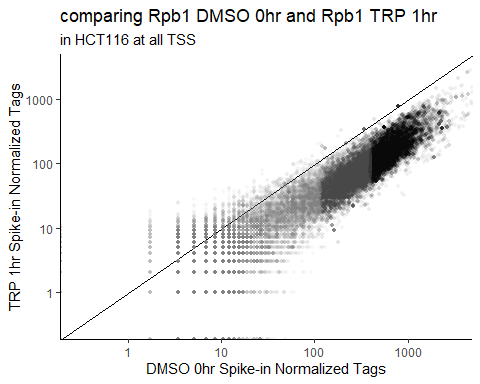 comparing Rpb1 DMSO 0hr and Rpb1 TRP 1hr
in HCT116 at all TSS
TRP 1hr Spike-in Normalized Tags
1000
100
10
1
1 10 100 1000
DMSO 0hr Spike-in Normalized Tags